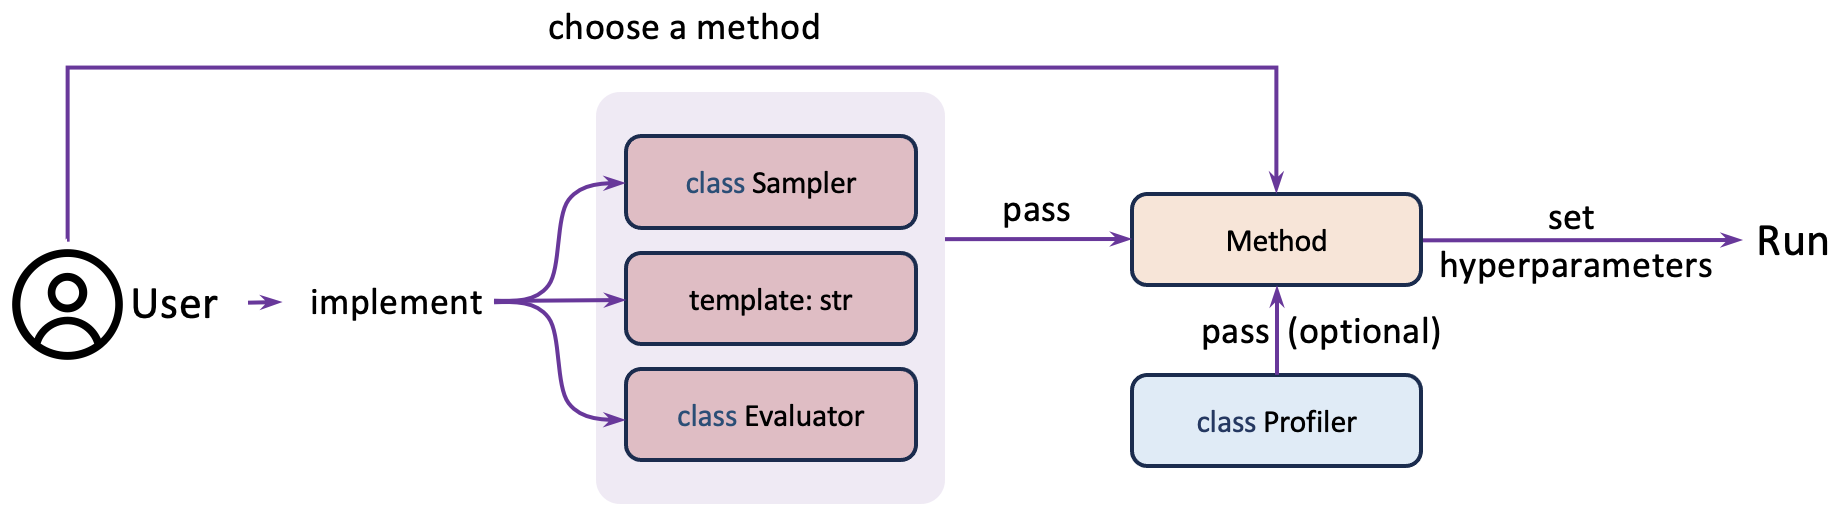 choose a method
User
implement
class Sampler
template: str
class Evaluator
pass
Method
set
hyperparameters
Run
pass (optional)
class Profiler